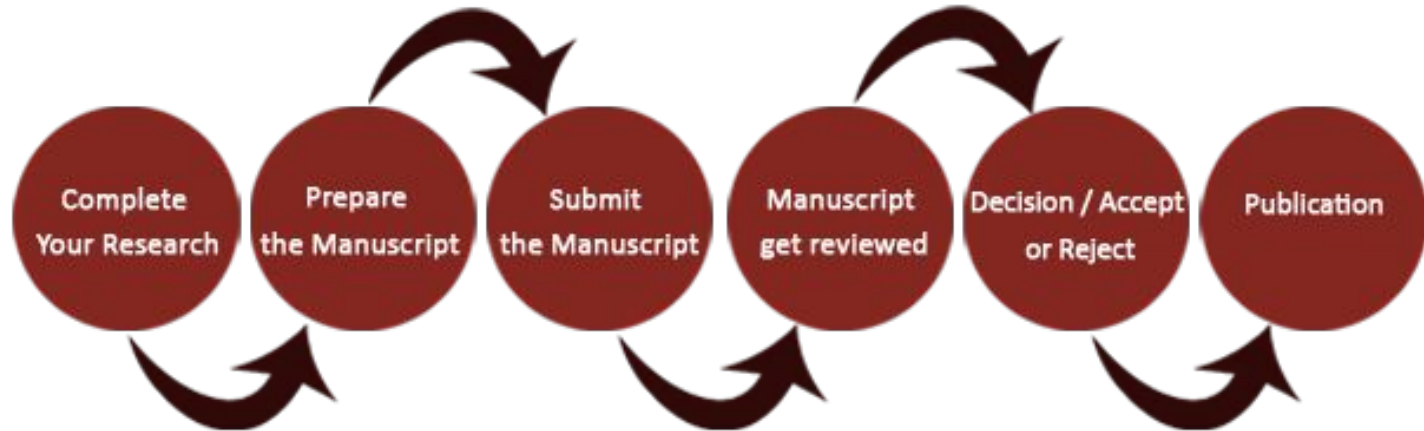 Complete
Your Research
Prepare
the Manuscript
Submit
the Manuscript
Manuscript
get reviewed
Decision / Accept
or Reject
Publication